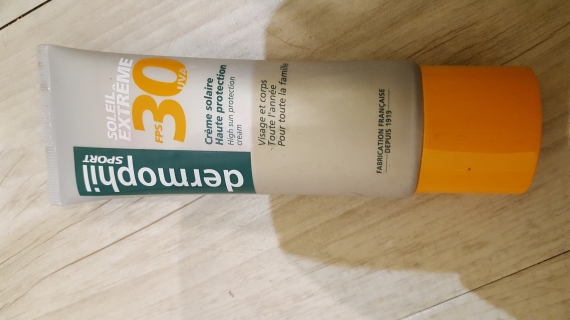 SOLEIL
EXTRÊME
FPS 30 UVA
Crème solaire
Haute protection
High sun protection
cream
dermophil
SPORT
Visage et corps
Toute l'année
Pour toute la famille
FABRICATION FRANÇAISE
DEPUIS 1919